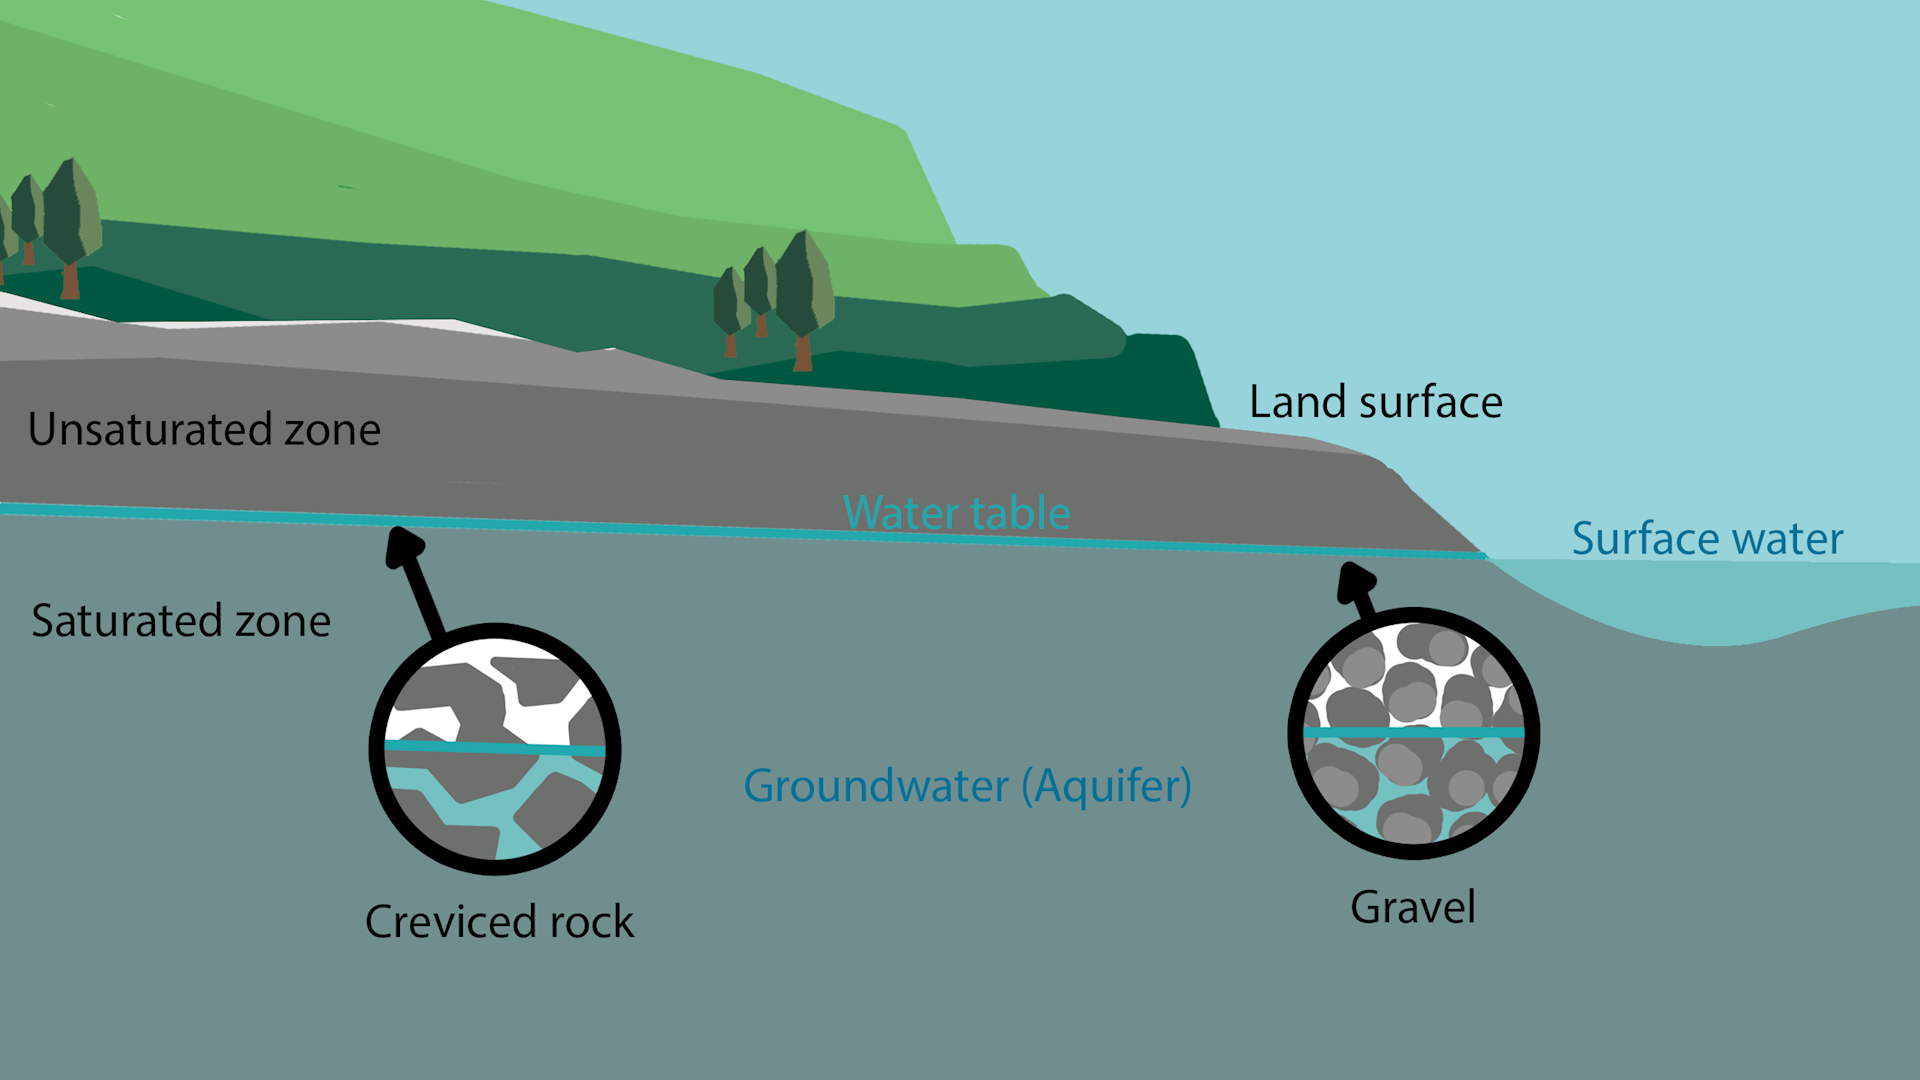 Land surface
Unsaturated zone
Water table
Surface water
Saturated zone
Groundwater (Aquifer)
Creviced rock
Gravel